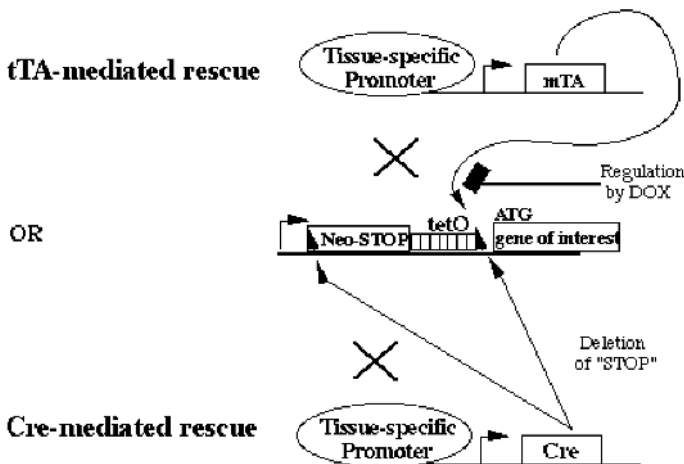 tTA-mediated rescue
Tissue-specific
Promoter
mTA
Regulation
by DOX
OR
Neo-STOP
tetO
ATG
gene of interest
Deletion
of "STOP"
Cre-mediated rescue
Tissue-specific
Promoter
Cre